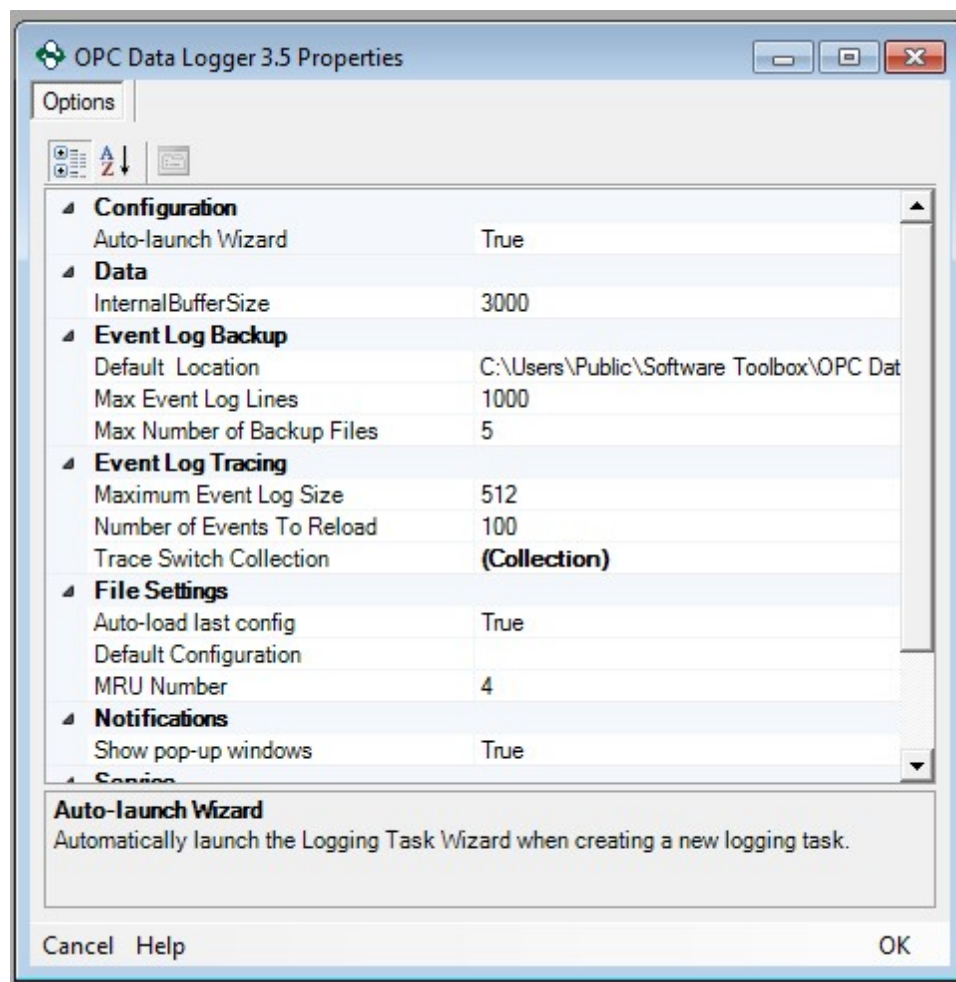 OPC Data Logger 3.5 Properties
Options
Configuration
Auto-launch Wizard True
Data
InternalBufferSize 3000
Event Log Backup
Default Location C:\Users\Public\Software Toolbox\OPC Dat
Max Event Log Lines 1000
Max Number of Backup Files 5
Event Log Tracing
Maximum Event Log Size 512
Number of Events To Reload 100
Trace Switch Collection (Collection)
File Settings
Auto-load last config True
Default Configuration
MRU Number 4
Notifications
Show pop-up windows True
Service
Auto-launch Wizard
Automatically launch the Logging Task Wizard when creating a new logging task.
Cancel Help OK